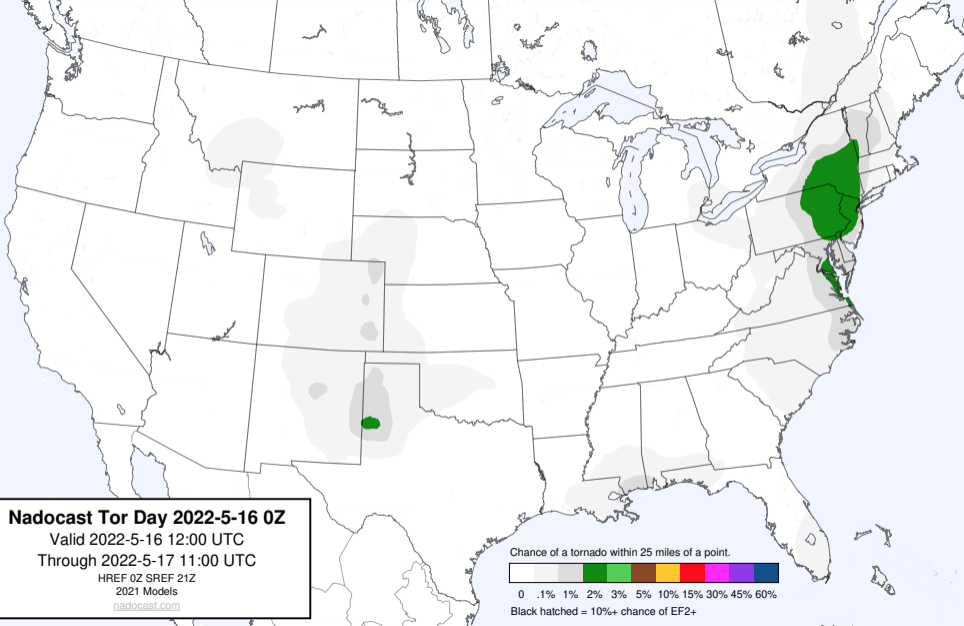 Nadocast Tor Day 2022-5-16 0Z
Valid 2022-5-16 12:00 UTC
Through 2022-5-17 11:00 UTC
HREF 0Z SREF 21Z
2021 Models
nadocast.com
Chance of a tornado within 25 miles of a point.
0 .1% 1% 2% 3% 5% 10% 15% 30% 45% 60%
Black hatched = 10%+ chance of EF2+